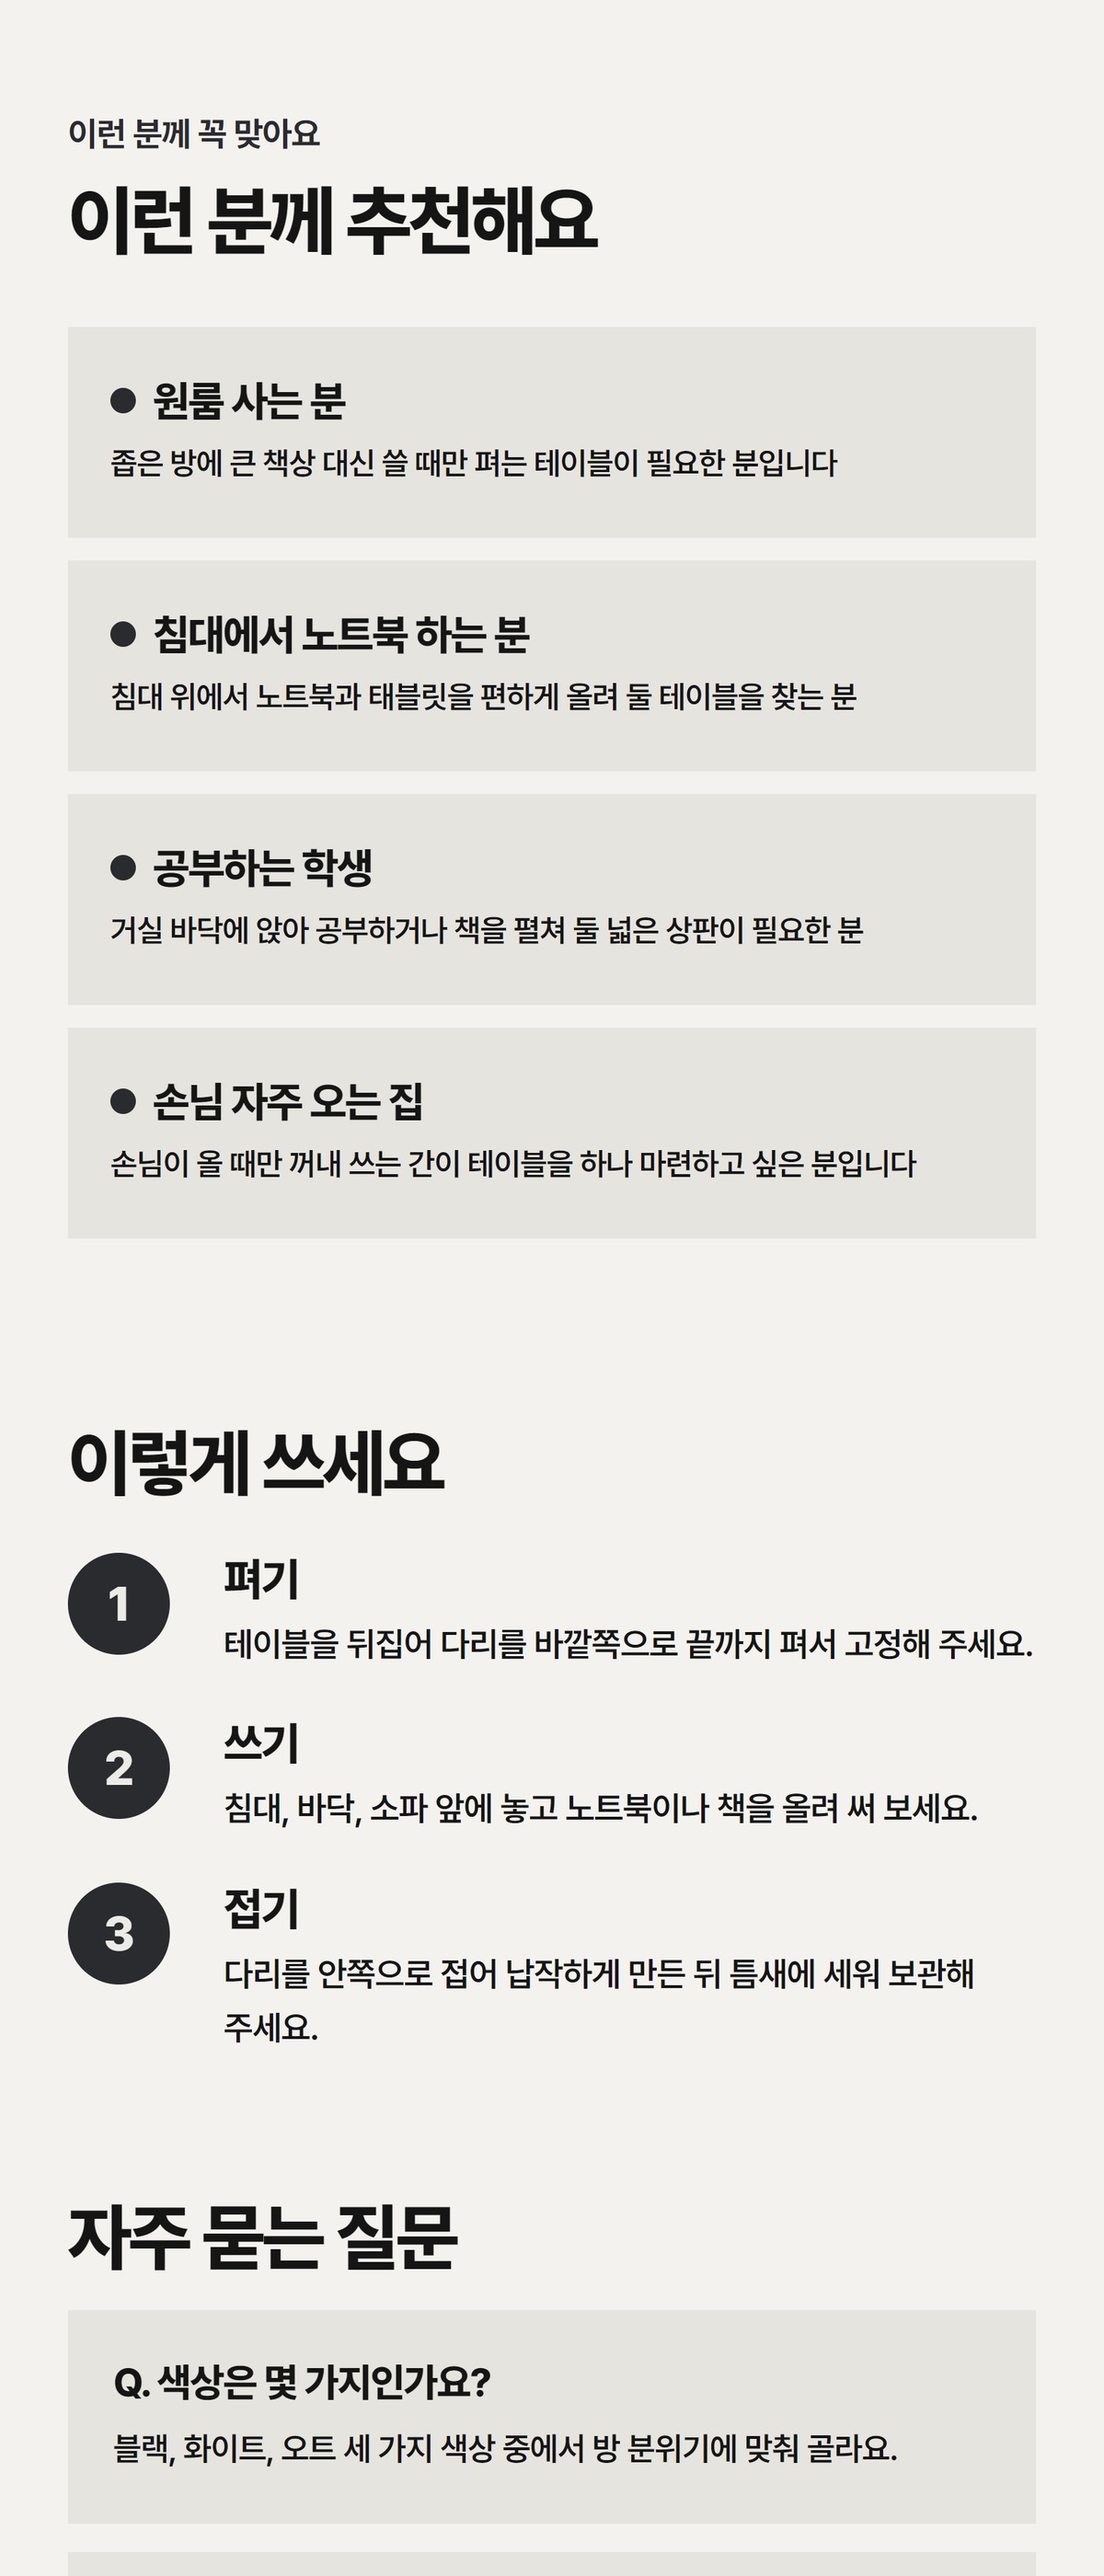 이런 분께 꼭 맞아요
이런 분께 추천해요
원룸 사는 분
좁은 방에 큰 책상 대신 쓸 때만 펴는 테이블이 필요한 분입니다
침대에서 노트북 하는 분
침대 위에서 노트북과 태블릿을 편하게 올려 둘 테이블을 찾는 분
공부하는 학생
거실 바닥에 앉아 공부하거나 책을 펼쳐 둘 넓은 상판이 필요한 분
손님 자주 오는 집
손님이 올 때만 꺼내 쓰는 간이 테이블을 하나 마련하고 싶은 분입니다
이렇게 쓰세요
1
펴기
테이블을 뒤집어 다리를 바깥쪽으로 끝까지 펴서 고정해 주세요.
2
쓰기
침대, 바닥, 소파 앞에 놓고 노트북이나 책을 올려 써 보세요.
3
접기
다리를 안쪽으로 접어 납작하게 만든 뒤 틈새에 세워 보관해
주세요.
자주 묻는 질문
Q. 색상은 몇 가지인가요?
블랙, 화이트, 오트 세 가지 색상 중에서 방 분위기에 맞춰 골라요.